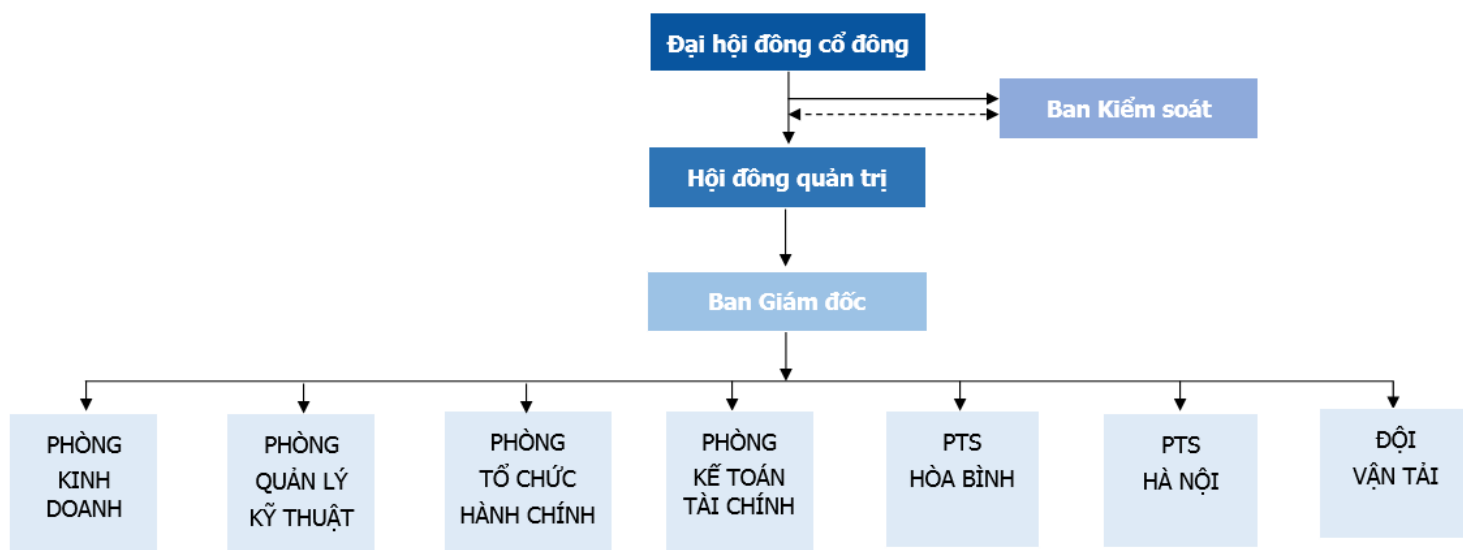 Đại hội đông cổ đông
Ban Kiểm soát
Hội đông quản trị
Ban Giám đốc
PHÒNG
KINH
DOANH
PHÒNG
QUẢN LÝ
KỸ THUẬT
PHÒNG
TỔ CHỨC
HÀNH CHÍNH
PHÒNG
KẾ TOÁN
TÀI CHÍNH
PTS
HÒA BÌNH
PTS
HÀ NỘI
ĐỘI
VẬN TẢI